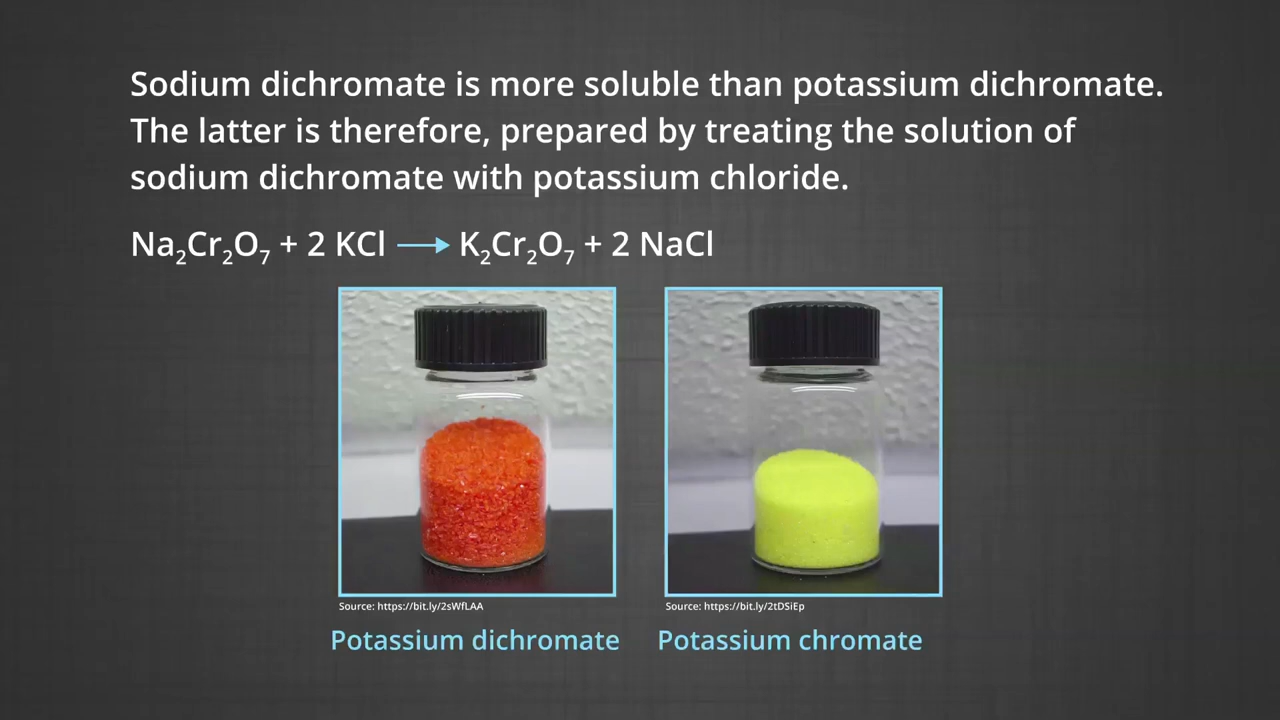 Sodium dichromate is more soluble than potassium dichromate.
The latter is therefore, prepared by treating the solution of
sodium dichromate with potassium chloride.
Na₂Cr₂O₇ + 2 KCl ⟶ K₂Cr₂O₇ + 2 NaCl
Source: https://bit.ly/2sWfLAA
Source: https://bit.ly/2tDSiEp
Potassium dichromate
Potassium chromate